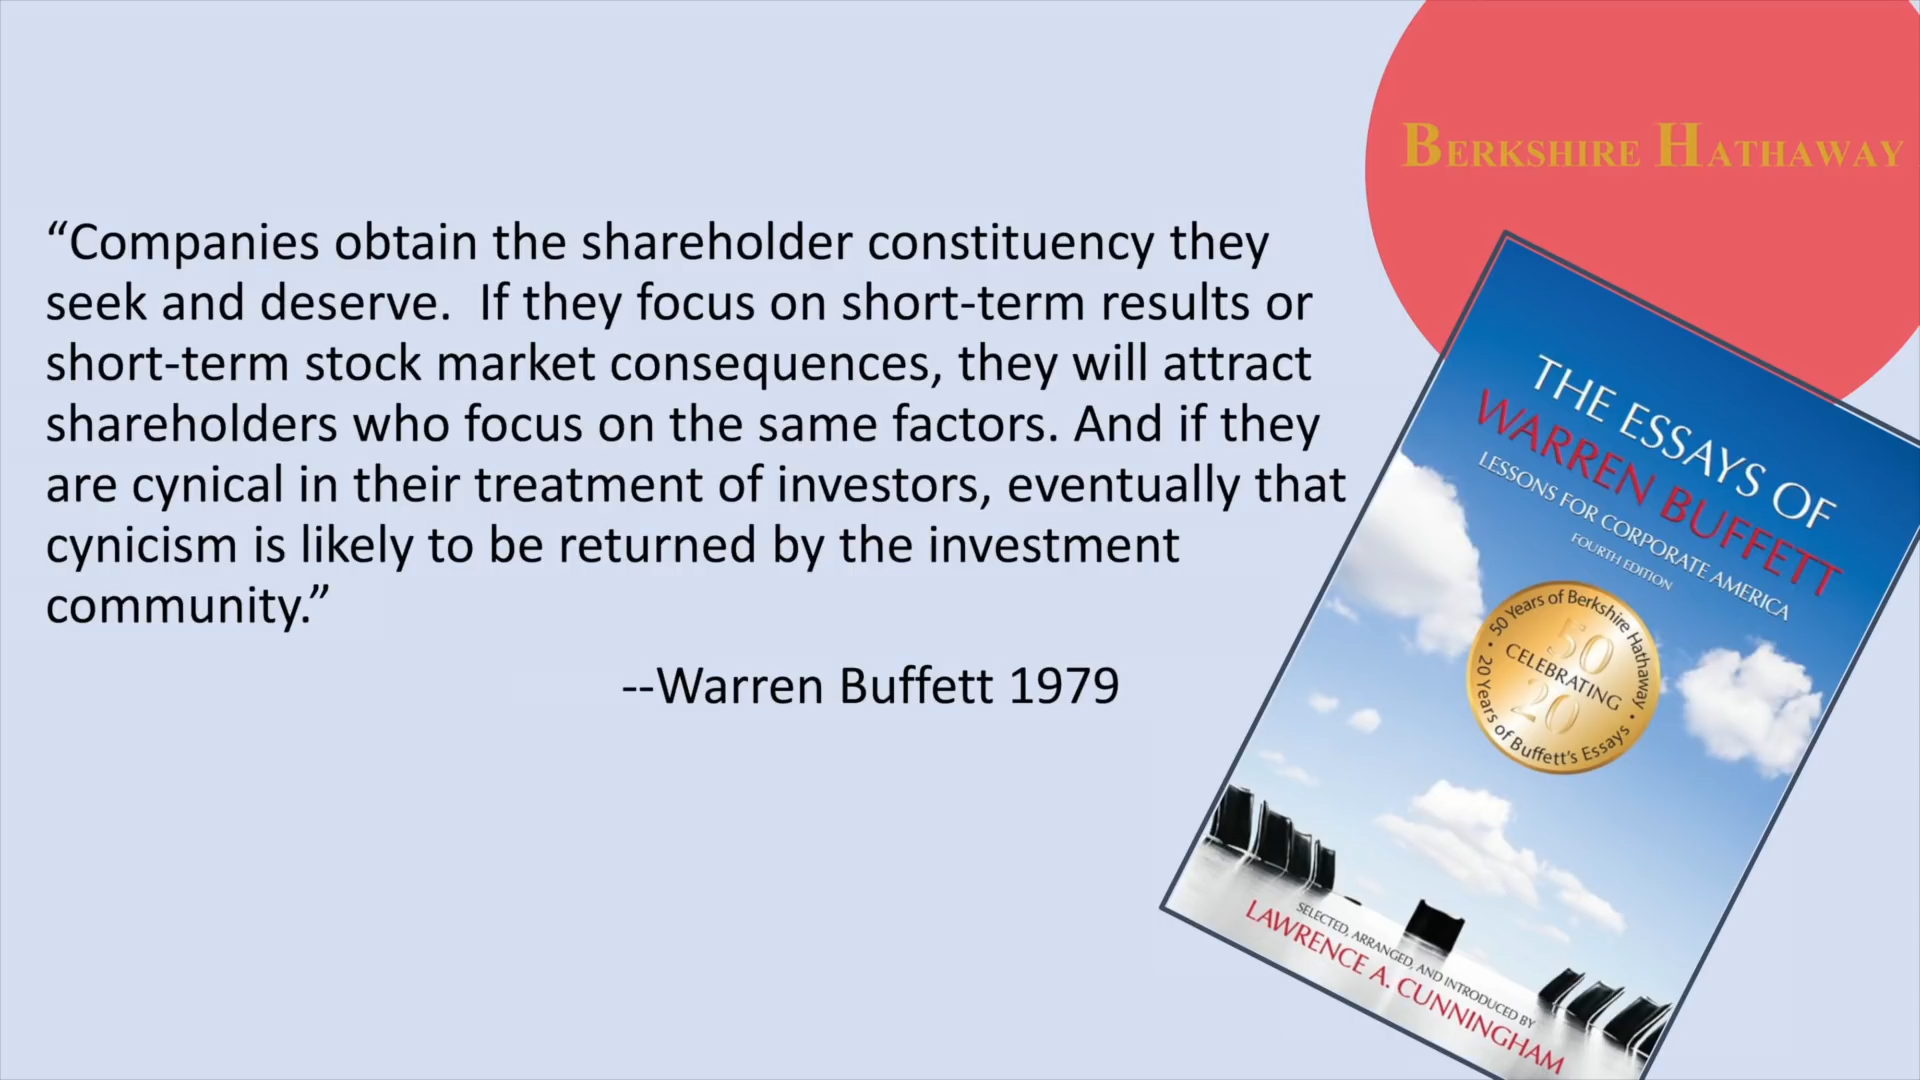 BERKSHIRE HATHAWAY
“Companies obtain the shareholder constituency they
seek and deserve.  If they focus on short-term results or
short-term stock market consequences, they will attract
shareholders who focus on the same factors. And if they
are cynical in their treatment of investors, eventually that
cynicism is likely to be returned by the investment
community.”
--Warren Buffett 1979
THE ESSAYS OF
WARREN BUFFETT
LESSONS FOR CORPORATE AMERICA
FOURTH EDITION
50 Years of Berkshire Hathaway
50
CELEBRATING
20
20 Years of Buffett's Essays
SELECTED, ARRANGED, AND INTRODUCED BY
LAWRENCE A. CUNNINGHAM